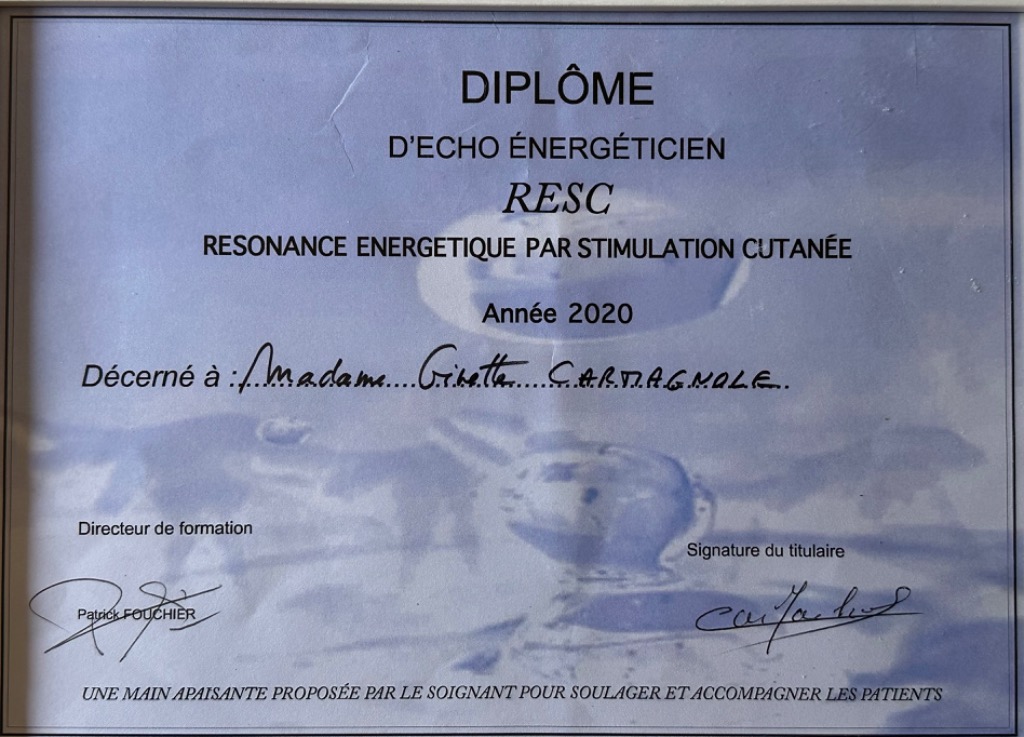 DIPLÔME
D'ECHO ÉNERGÉTICIEN
RESC
RESONANCE ENERGETIQUE PAR STIMULATION CUTANÉE
Année 2020
Décerné à : Madame Ginette CARMAGNOLE
Directeur de formation
Signature du titulaire
Patrick FOUCHIER
UNE MAIN APAISANTE PROPOSÉE PAR LE SOIGNANT POUR SOULAGER ET ACCOMPAGNER LES PATIENTS